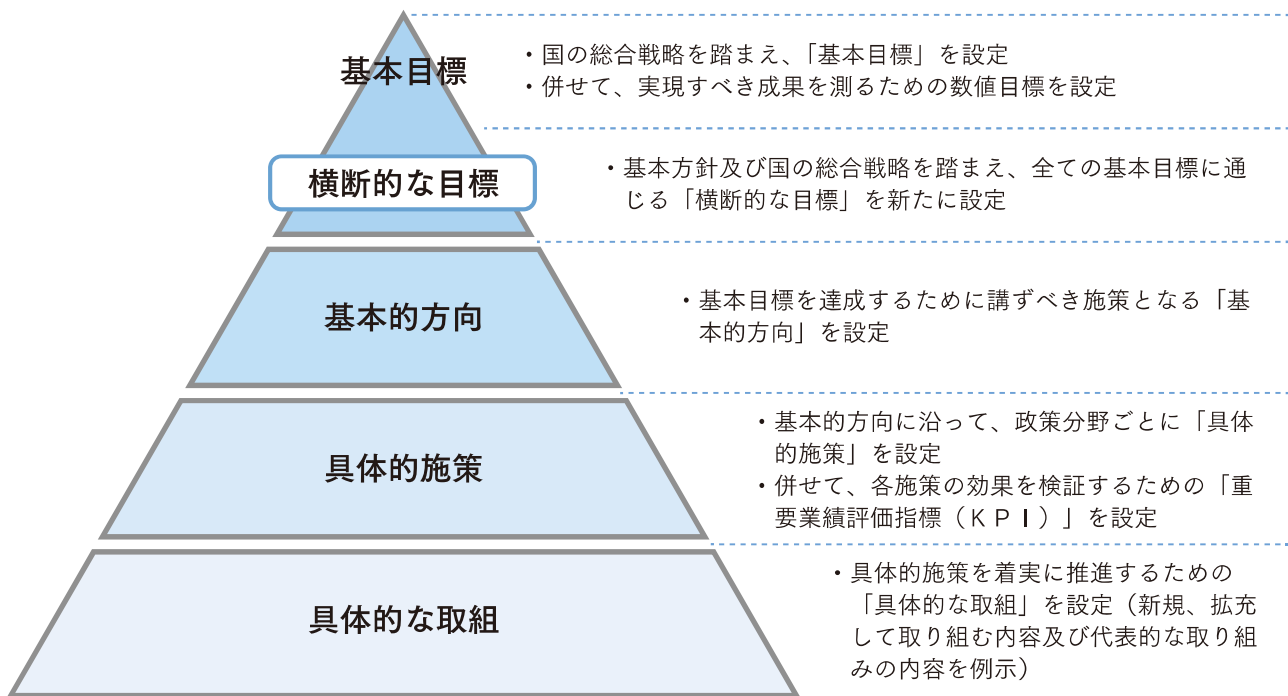 基本目標
・国の総合戦略を踏まえ、「基本目標」を設定
・併せて、実現すべき成果を測るための数値目標を設定
横断的な目標
・基本方針及び国の総合戦略を踏まえ、全ての基本目標に通
じる「横断的な目標」を新たに設定
基本的方向
・基本目標を達成するために講ずべき施策となる「基
本的方向」を設定
具体的施策
・基本的方向に沿って、政策分野ごとに「具体
的施策」を設定
・併せて、各施策の効果を検証するための「重
要業績評価指標（ＫＰＩ）」を設定
具体的な取組
・具体的施策を着実に推進するための
「具体的な取組」を設定（新規、拡充
して取り組む内容及び代表的な取り組
みの内容を例示）